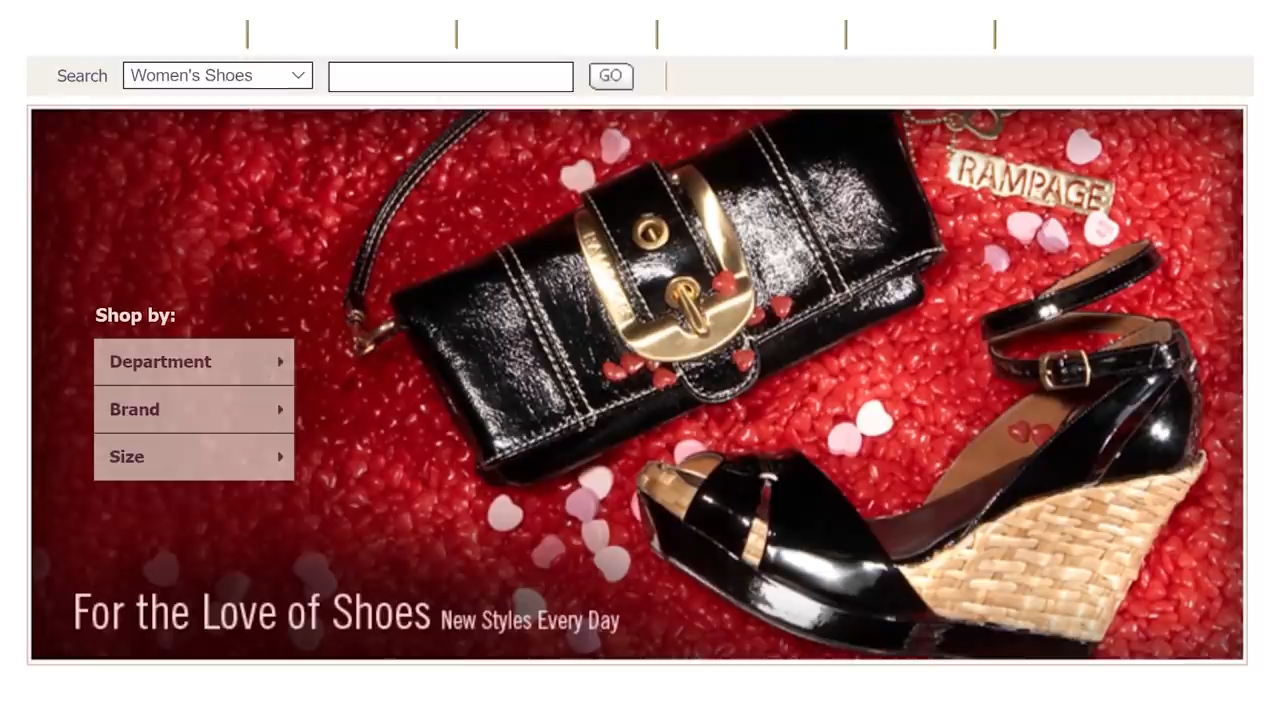 Search Women's Shoes GO
RAMPAGE
Shop by:
Department
Brand
Size
For the Love of Shoes New Styles Every Day